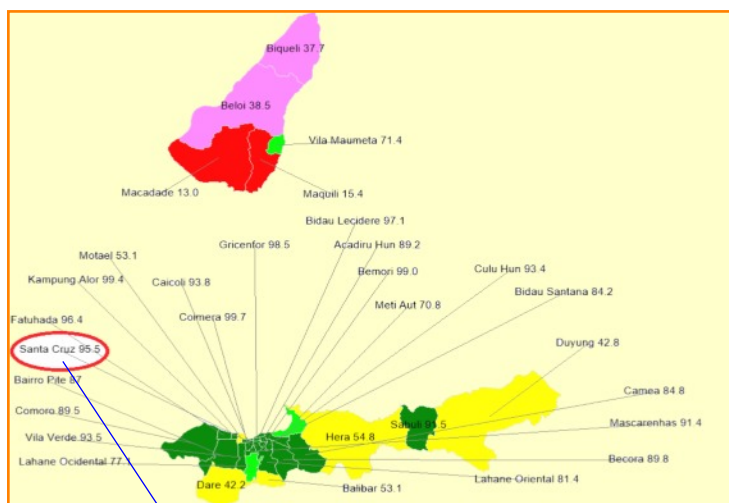 Biqueli 37.7
Beloi 38.5
Vila Maumeta 71.4
Macadade 13.0
Maquili 15.4
Bidau Lecidere 97.1
Gricenfor 98.5
Acadiru Hun 89.2
Motael 53.1
Bemori 99.0
Culu Hun 93.4
Kampung Alor 99.4
Caicoli 93.8
Bidau Santana 84.2
Meti Aut 70.8
Coimera 99.7
Fatuhada 96.4
Duyung 42.8
Santa Cruz 95.5
Bairro Pite 87
Camea 84.8
Comoro 89.5
Sabuli 91.5
Mascarenhas 91.4
Vila Verde 93.5
Hera 54.8
Lahane Ocidental 77.1
Becora 89.8
Lahane Oriental 81.4
Dare 42.2
Balibar 53.1